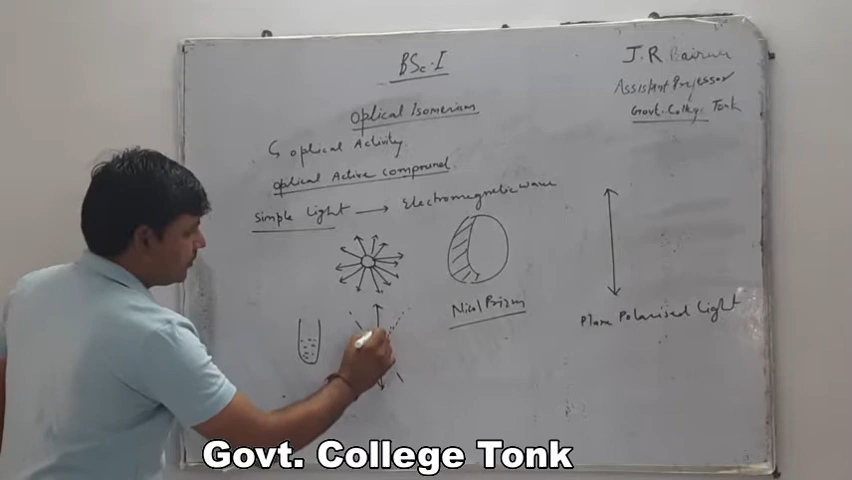 BSc-I
J.R. Bairwa
Assistant Professor
Govt. College Tonk
Optical Isomerism
optical Activity
optical Active compound
Simple Light → Electromagnetic wave
Nicol Prizm
Plane Polarised Light
Govt. College Tonk